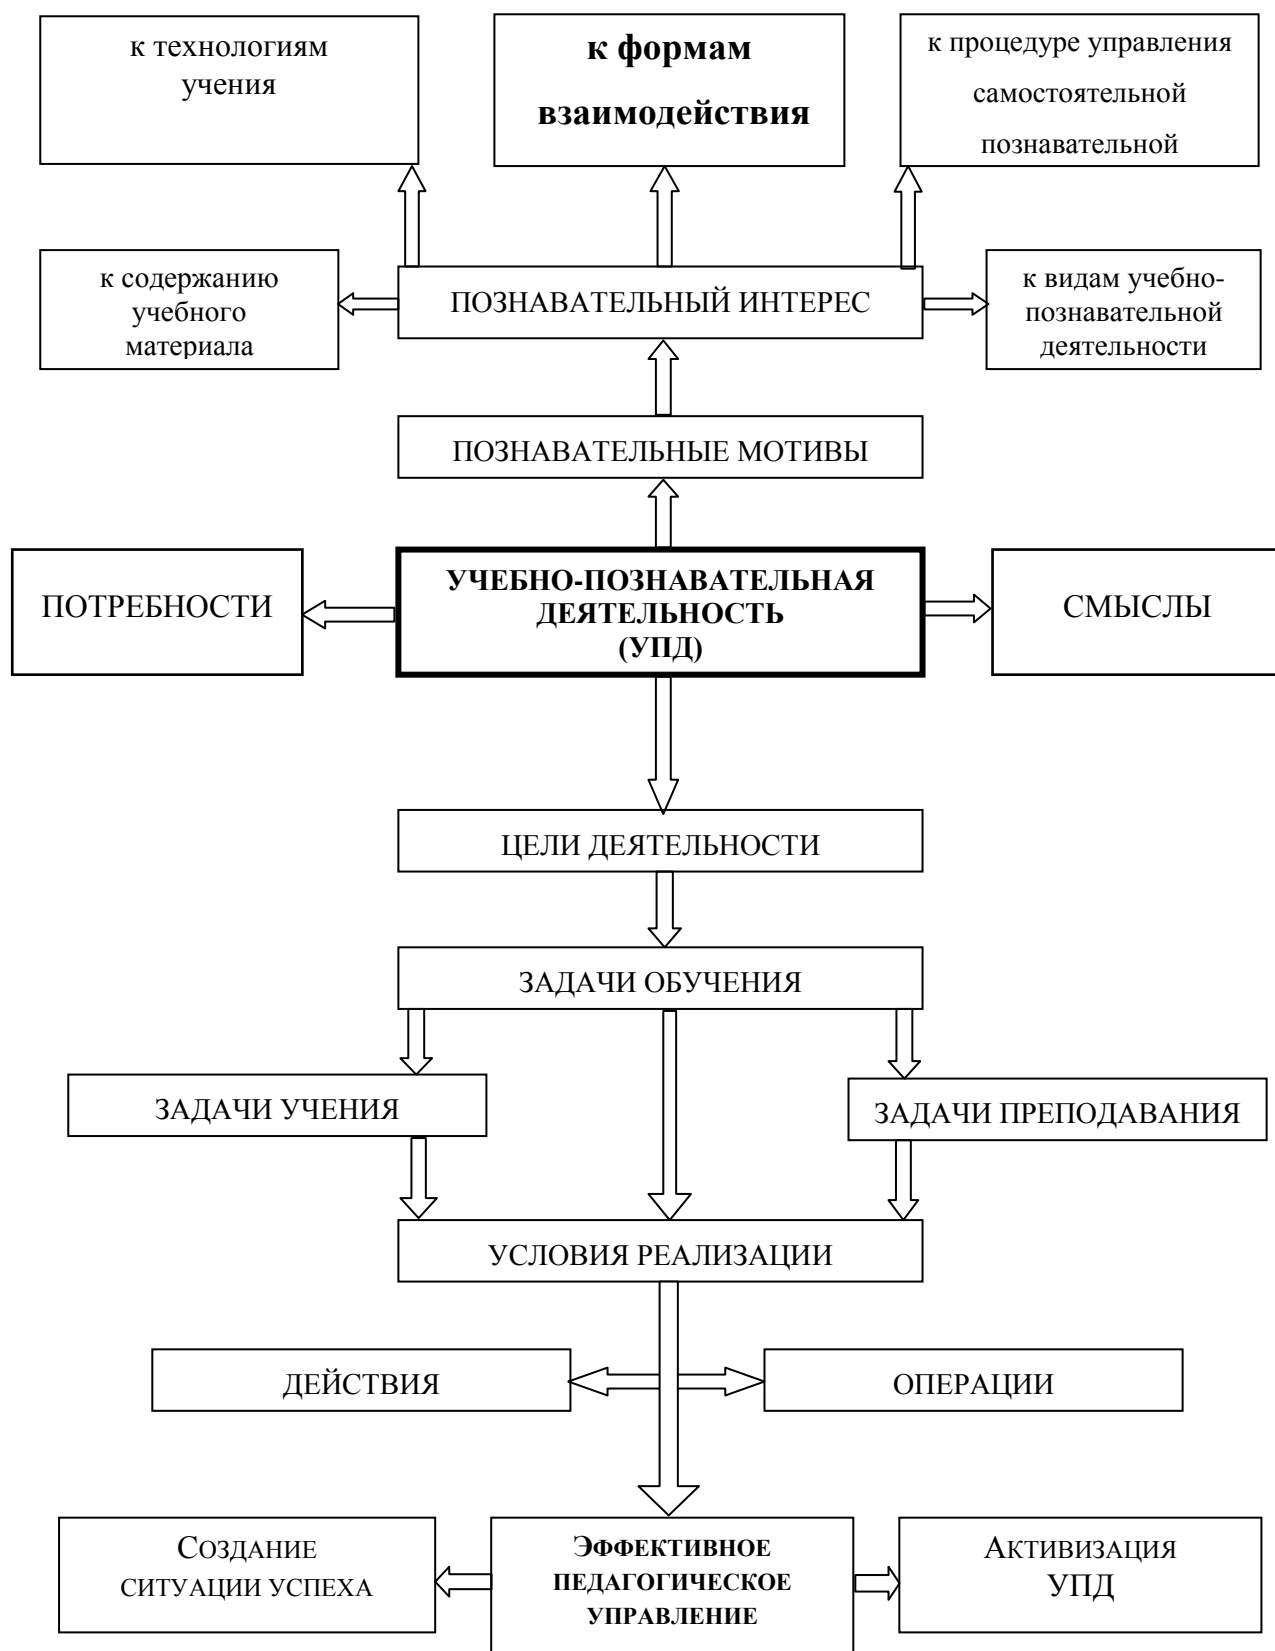 к технологиям
учения
к формам
взаимодействия
к процедуре управления
самостоятельной
познавательной
к содержанию
учебного
материала
ПОЗНАВАТЕЛЬНЫЙ ИНТЕРЕС
к видам учебно-
познавательной
деятельности
ПОЗНАВАТЕЛЬНЫЕ МОТИВЫ
ПОТРЕБНОСТИ
УЧЕБНО-ПОЗНАВАТЕЛЬНАЯ
ДЕЯТЕЛЬНОСТЬ
(УПД)
СМЫСЛЫ
ЦЕЛИ ДЕЯТЕЛЬНОСТИ
ЗАДАЧИ ОБУЧЕНИЯ
ЗАДАЧИ УЧЕНИЯ
ЗАДАЧИ ПРЕПОДАВАНИЯ
УСЛОВИЯ РЕАЛИЗАЦИИ
ДЕЙСТВИЯ
ОПЕРАЦИИ
СОЗДАНИЕ
СИТУАЦИИ УСПЕХА
ЭФФЕКТИВНОЕ
ПЕДАГОГИЧЕСКОЕ
УПРАВЛЕНИЕ
АКТИВИЗАЦИЯ
УПД